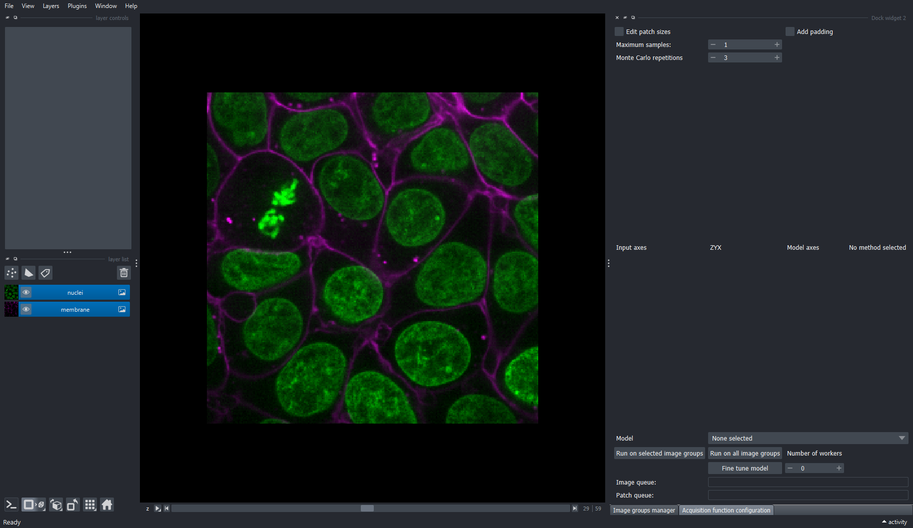 File View Layers Plugins Window Help
layer controls
Dock widget 2
Edit patch sizes
Add padding
Maximum samples: − 1 +
Monte Carlo repetitions − 3 +
Input axes ZYX Model axes No method selected
layer list
nuclei
membrane
Model None selected
Run on selected image groups Run on all image groups Number of workers
Fine tune model − 0 +
Image queue:
Patch queue:
z 29 59
Image groups manager Acquisition function configuration
Ready
activity